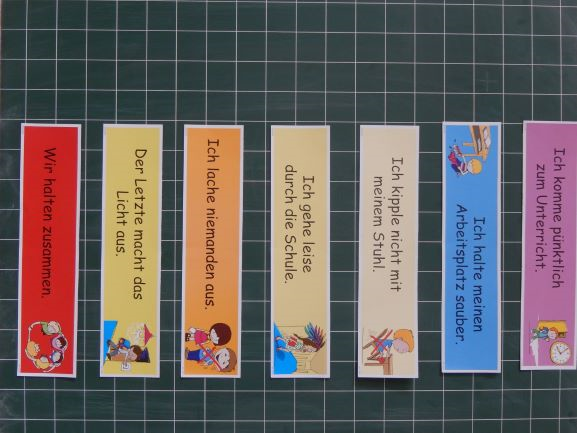 Ich komme pünktlich
zum Unterricht.
Ich halte meinen
Arbeitsplatz sauber.
Ich kipple nicht mit
meinem Stuhl.
Ich gehe leise
durch die Schule.
Ich lache niemanden aus.
Der Letzte macht das
Licht aus.
Wir halten zusammen.